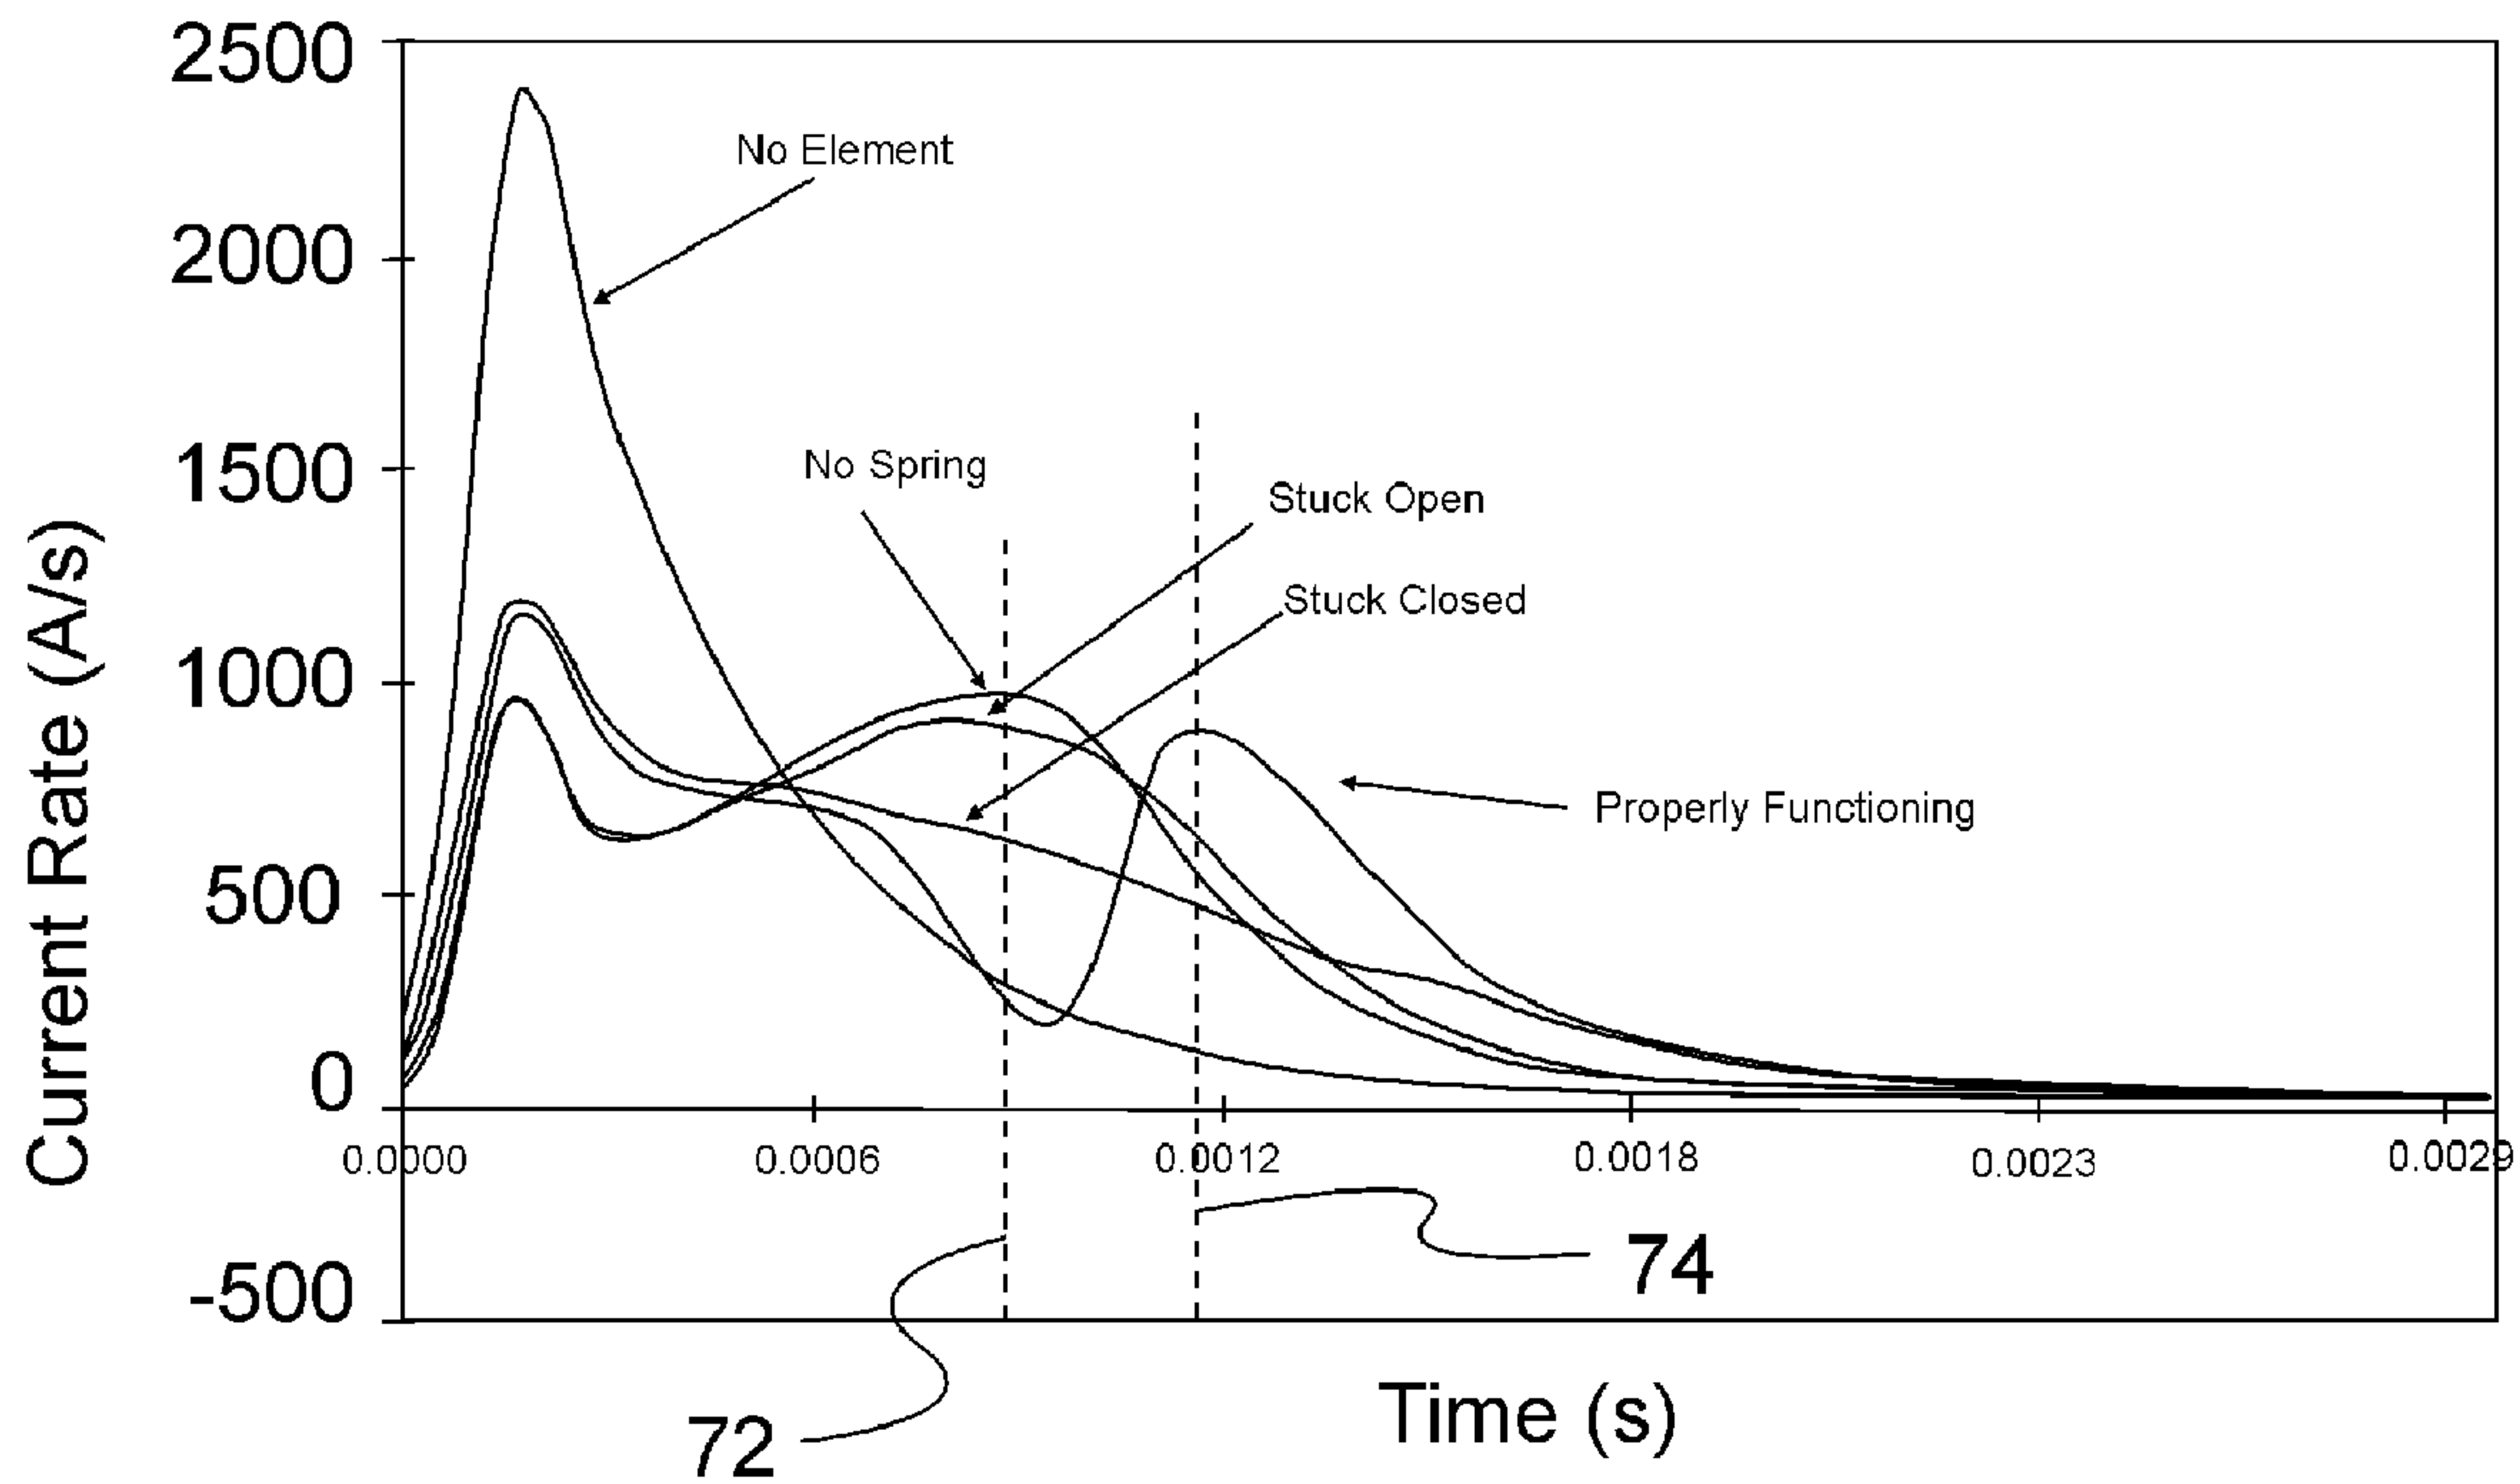 2500
2000
1500
1000
500
0
-500
Current Rate (A/s)
No Element
No Spring
Stuck Open
Stuck Closed
Properly Functioning
0.0000
0.0006
0.0012
0.0018
0.0023
0.0029
74
72
Time (s)